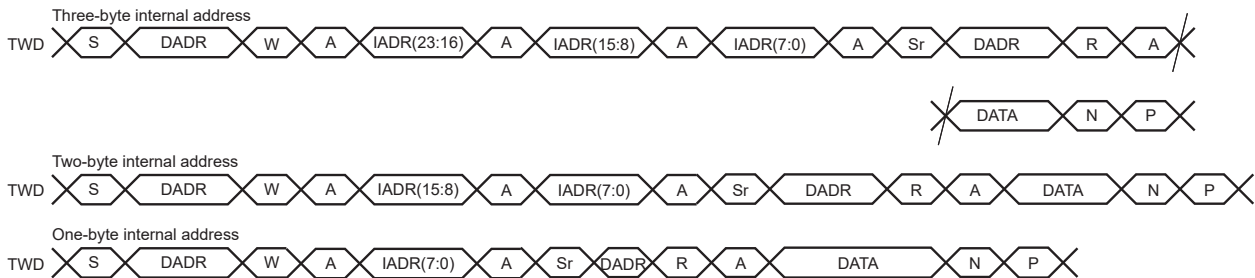 Three-byte internal address
TWD S DADR W A IADR(23:16) A IADR(15:8) A IADR(7:0) A Sr DADR R A
DATA N P
Two-byte internal address
TWD S DADR W A IADR(15:8) A IADR(7:0) A Sr DADR R A DATA N P
One-byte internal address
TWD S DADR W A IADR(7:0) A Sr DADR R A DATA N P